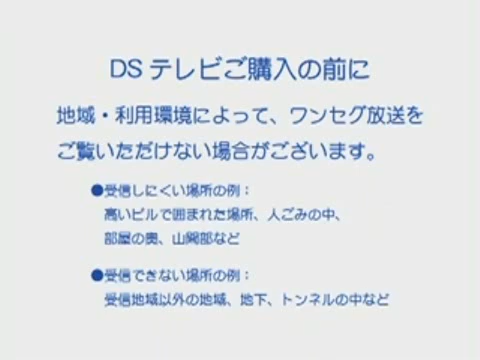 DSテレビご購入の前に
地域・利用環境によって、ワンセグ放送を
ご覧いただけない場合がございます。
●受信しにくい場所の例：
高いビルで囲まれた場所、人ごみの中、
部屋の奥、山間部など
●受信できない場所の例：
受信地域以外の地域、地下、トンネルの中など